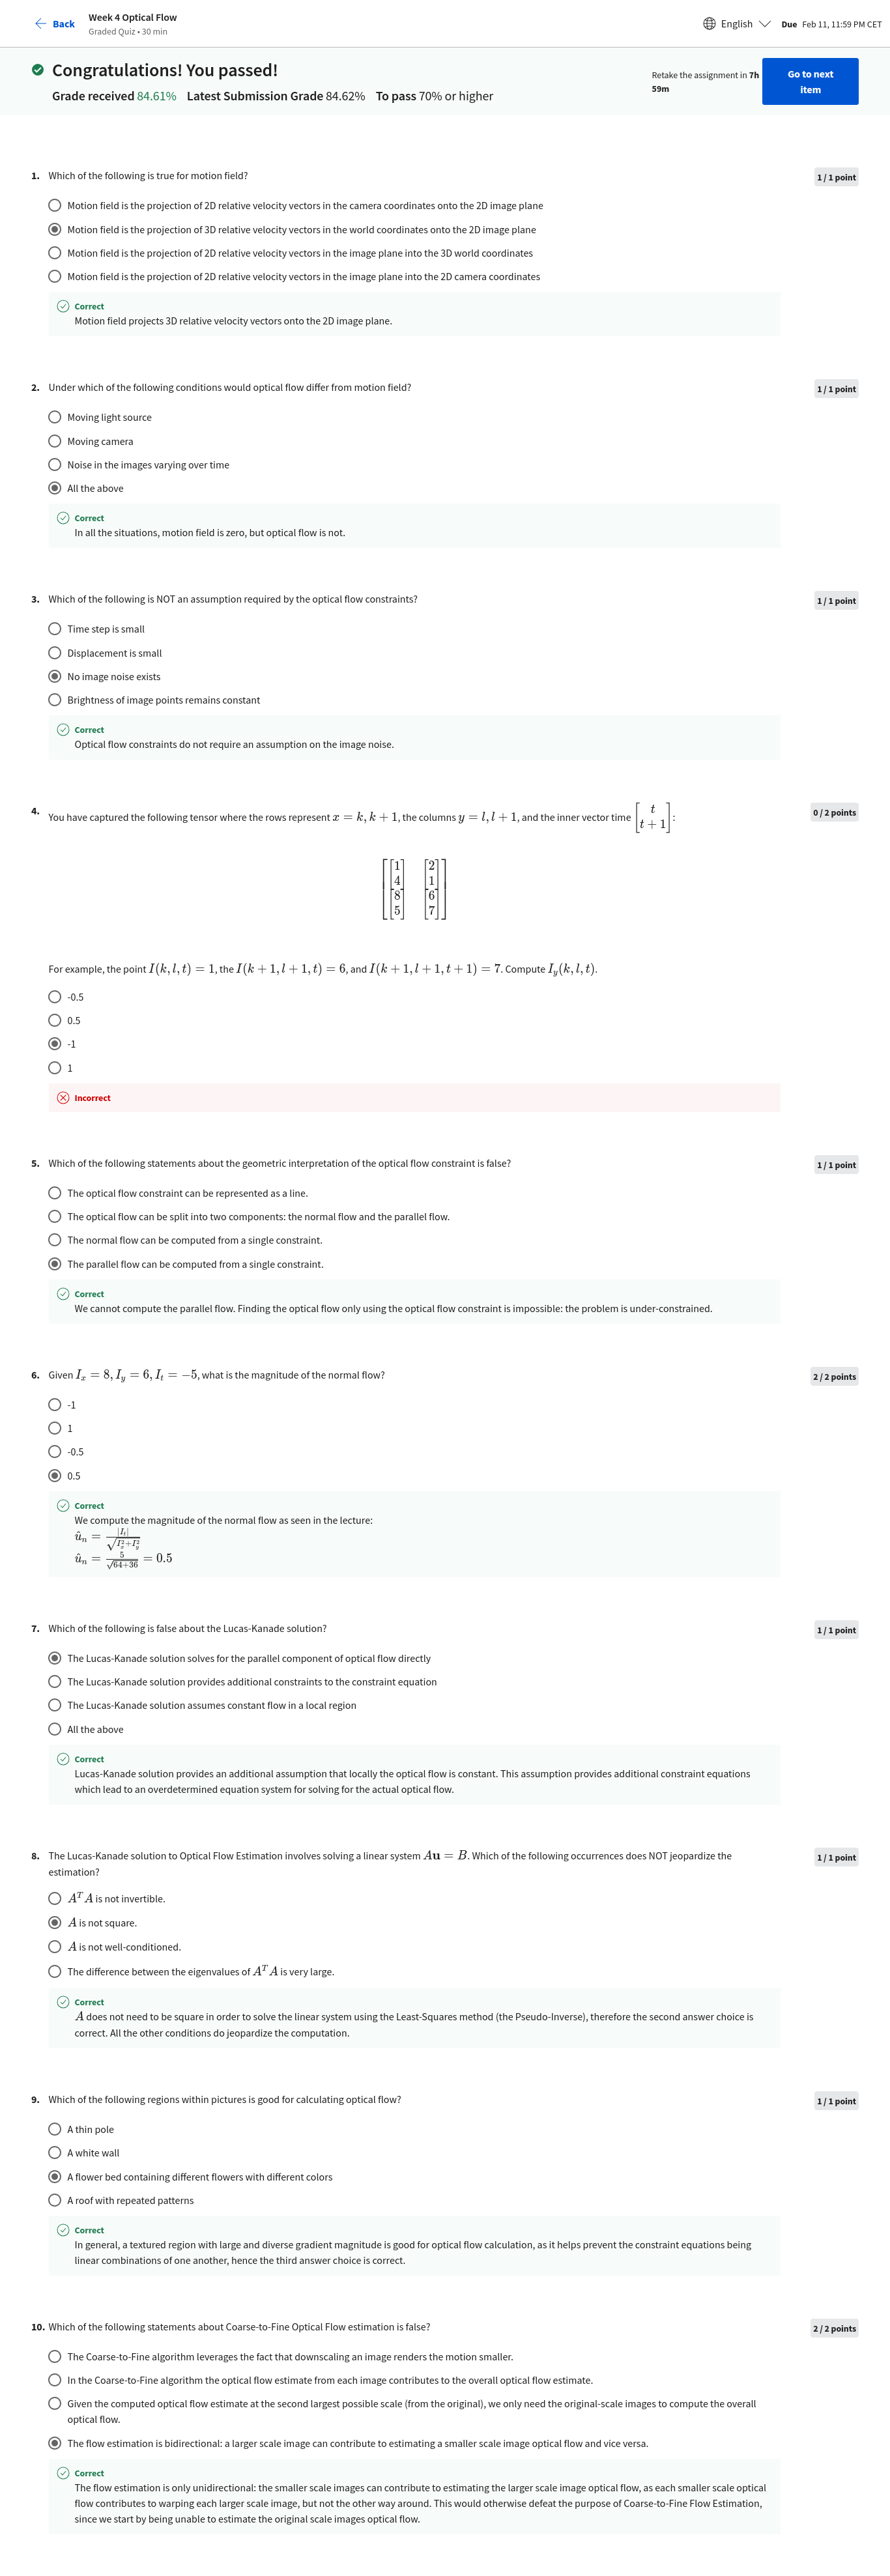 Back
Week 4 Optical Flow
Graded Quiz • 30 min
English
Due Feb 11, 11:59 PM CET
Congratulations! You passed!
Grade received 84.61% Latest Submission Grade 84.62% To pass 70% or higher
Retake the assignment in 7h
59m
Go to next
item
1. Which of the following is true for motion field?
1 / 1 point
Motion field is the projection of 2D relative velocity vectors in the camera coordinates onto the 2D image plane
Motion field is the projection of 3D relative velocity vectors in the world coordinates onto the 2D image plane
Motion field is the projection of 2D relative velocity vectors in the image plane into the 3D world coordinates
Motion field is the projection of 2D relative velocity vectors in the image plane into the 2D camera coordinates
Correct
Motion field projects 3D relative velocity vectors onto the 2D image plane.
2. Under which of the following conditions would optical flow differ from motion field?
1 / 1 point
Moving light source
Moving camera
Noise in the images varying over time
All the above
Correct
In all the situations, motion field is zero, but optical flow is not.
3. Which of the following is NOT an assumption required by the optical flow constraints?
1 / 1 point
Time step is small
Displacement is small
No image noise exists
Brightness of image points remains constant
Correct
Optical flow constraints do not require an assumption on the image noise.
4. You have captured the following tensor where the rows represent x = k, k + 1, the columns y = l, l + 1, and the inner vector time [t
t + 1]:
0 / 2 points
[[1 [2
4] 1]
[8 [6
5] 7]]
For example, the point I(k, l, t) = 1, the I(k + 1, l + 1, t) = 6, and I(k + 1, l + 1, t + 1) = 7. Compute I_y(k, l, t).
-0.5
0.5
-1
1
Incorrect
5. Which of the following statements about the geometric interpretation of the optical flow constraint is false?
1 / 1 point
The optical flow constraint can be represented as a line.
The optical flow can be split into two components: the normal flow and the parallel flow.
The normal flow can be computed from a single constraint.
The parallel flow can be computed from a single constraint.
Correct
We cannot compute the parallel flow. Finding the optical flow only using the optical flow constraint is impossible: the problem is under-constrained.
6. Given I_x = 8, I_y = 6, I_t = −5, what is the magnitude of the normal flow?
2 / 2 points
-1
1
-0.5
0.5
Correct
We compute the magnitude of the normal flow as seen in the lecture:
û_n = |I_t| / √(I_x² + I_y²)
û_n = 5 / √(64+36) = 0.5
7. Which of the following is false about the Lucas-Kanade solution?
1 / 1 point
The Lucas-Kanade solution solves for the parallel component of optical flow directly
The Lucas-Kanade solution provides additional constraints to the constraint equation
The Lucas-Kanade solution assumes constant flow in a local region
All the above
Correct
Lucas-Kanade solution provides an additional assumption that locally the optical flow is constant. This assumption provides additional constraint equations
which lead to an overdetermined equation system for solving for the actual optical flow.
8. The Lucas-Kanade solution to Optical Flow Estimation involves solving a linear system Au = B. Which of the following occurrences does NOT jeopardize the
estimation?
1 / 1 point
AᵀA is not invertible.
A is not square.
A is not well-conditioned.
The difference between the eigenvalues of AᵀA is very large.
Correct
A does not need to be square in order to solve the linear system using the Least-Squares method (the Pseudo-Inverse), therefore the second answer choice is
correct. All the other conditions do jeopardize the computation.
9. Which of the following regions within pictures is good for calculating optical flow?
1 / 1 point
A thin pole
A white wall
A flower bed containing different flowers with different colors
A roof with repeated patterns
Correct
In general, a textured region with large and diverse gradient magnitude is good for optical flow calculation, as it helps prevent the constraint equations being
linear combinations of one another, hence the third answer choice is correct.
10. Which of the following statements about Coarse-to-Fine Optical Flow estimation is false?
2 / 2 points
The Coarse-to-Fine algorithm leverages the fact that downscaling an image renders the motion smaller.
In the Coarse-to-Fine algorithm the optical flow estimate from each image contributes to the overall optical flow estimate.
Given the computed optical flow estimate at the second largest possible scale (from the original), we only need the original-scale images to compute the overall
optical flow.
The flow estimation is bidirectional: a larger scale image can contribute to estimating a smaller scale image optical flow and vice versa.
Correct
The flow estimation is only unidirectional: the smaller scale images can contribute to estimating the larger scale image optical flow, as each smaller scale optical
flow contributes to warping each larger scale image, but not the other way around. This would otherwise defeat the purpose of Coarse-to-Fine Flow Estimation,
since we start by being unable to estimate the original scale images optical flow.